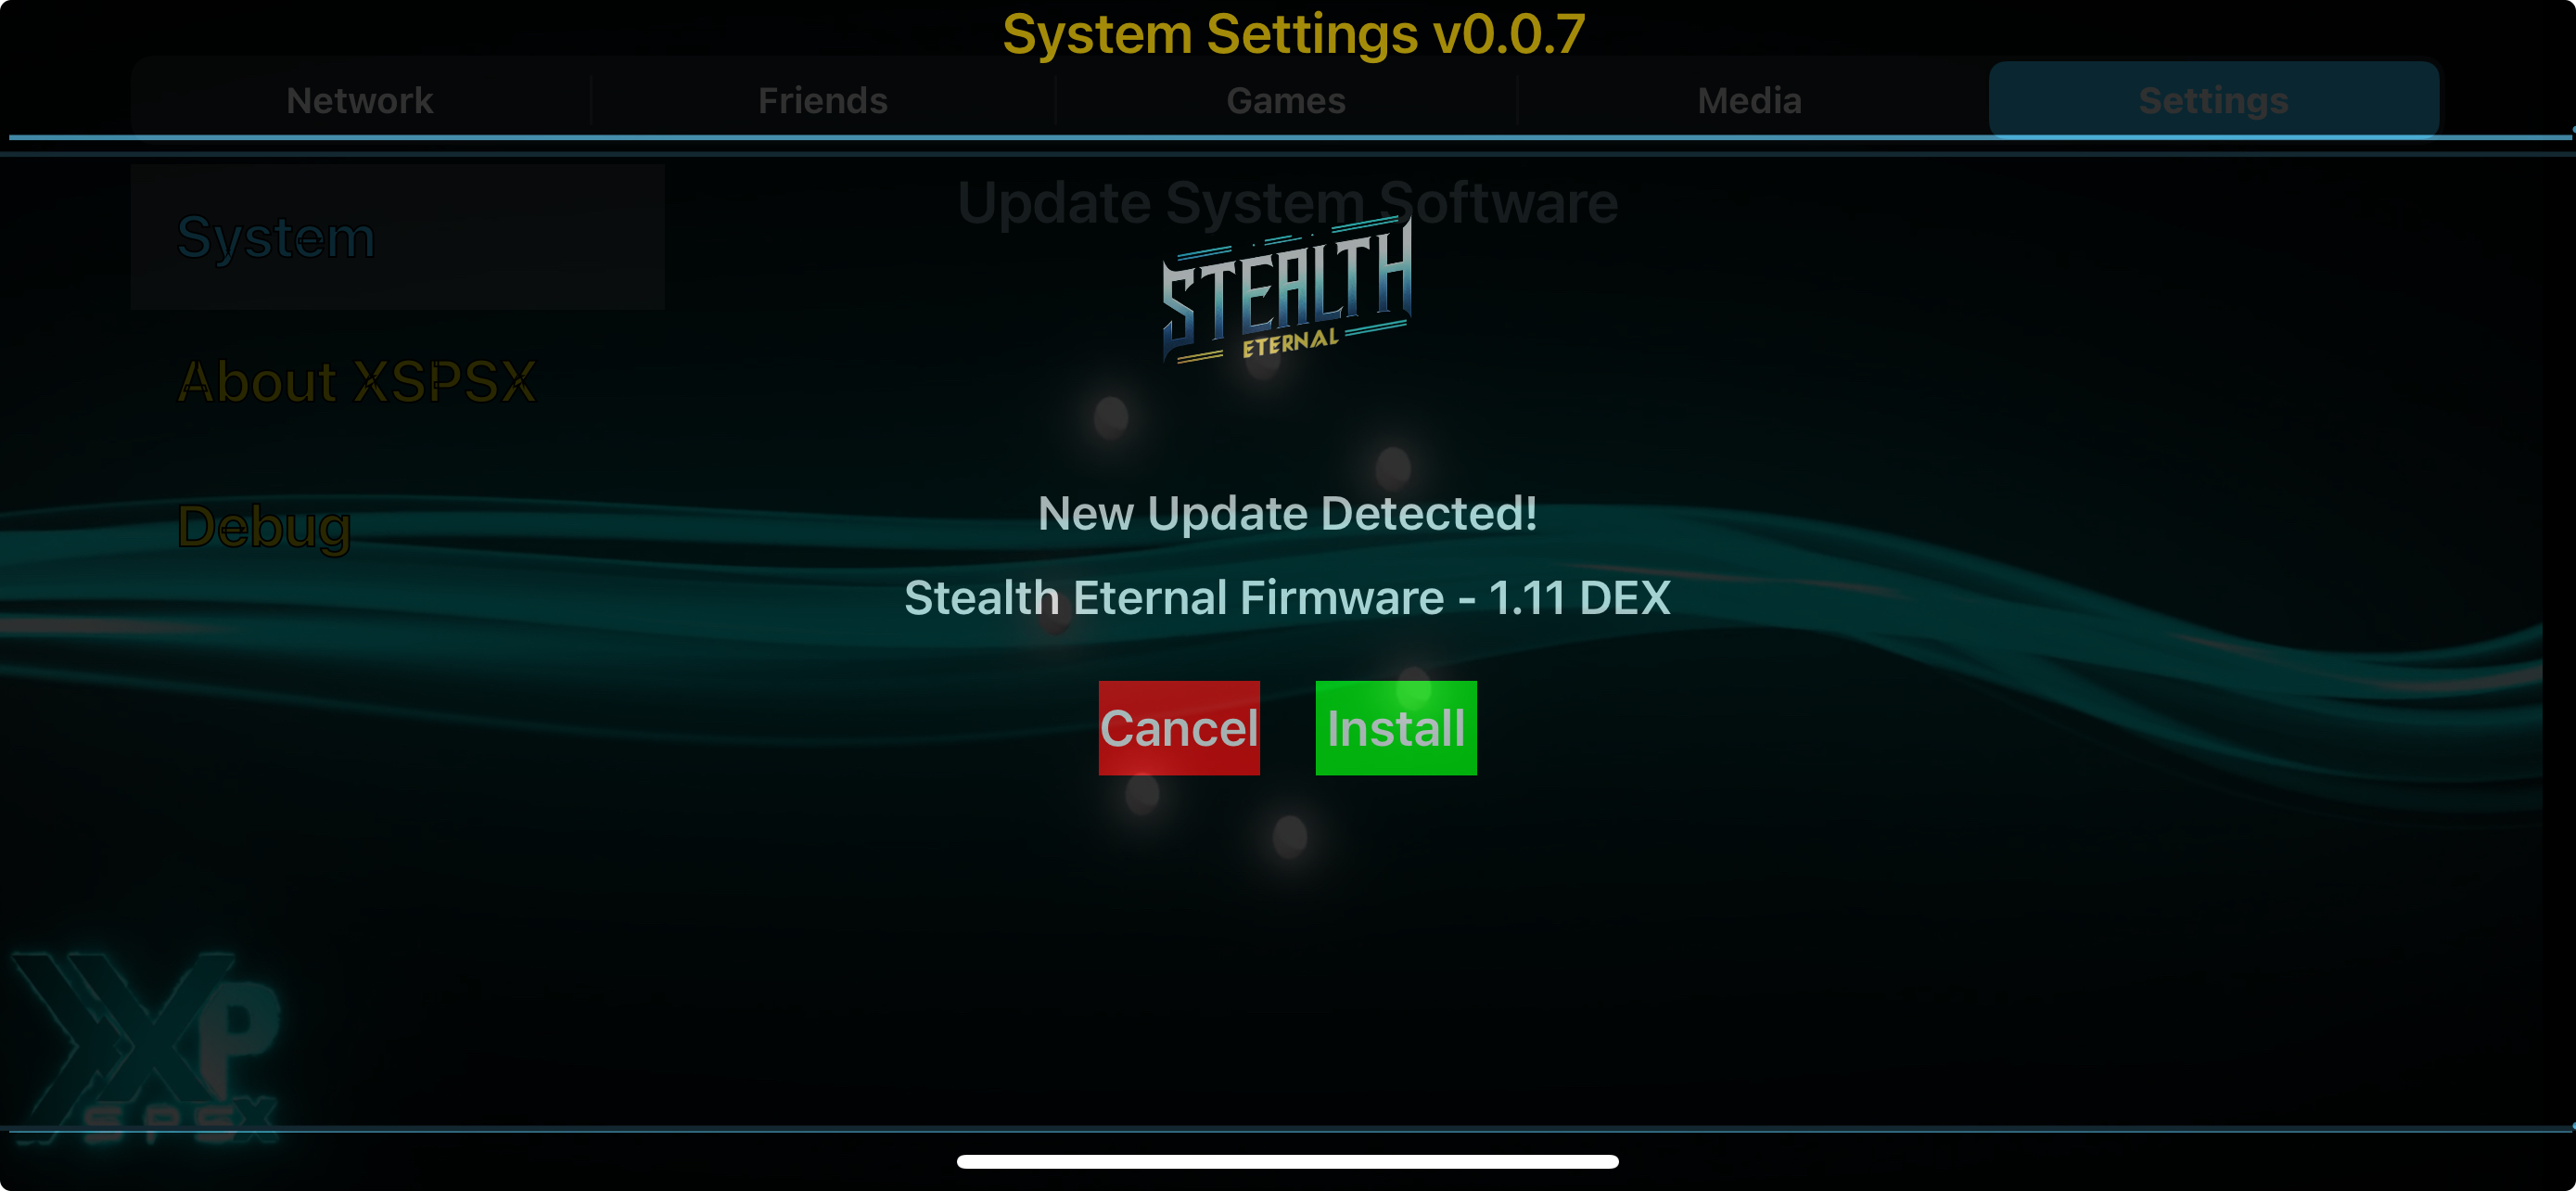 System Settings v0.0.7
Network Friends Games Media Settings
Update System Software
System
STEALTH
ETERNAL
About XSPSX
New Update Detected!
Debug
Stealth Eternal Firmware - 1.11 DEX
Cancel Install
XP
SPSX